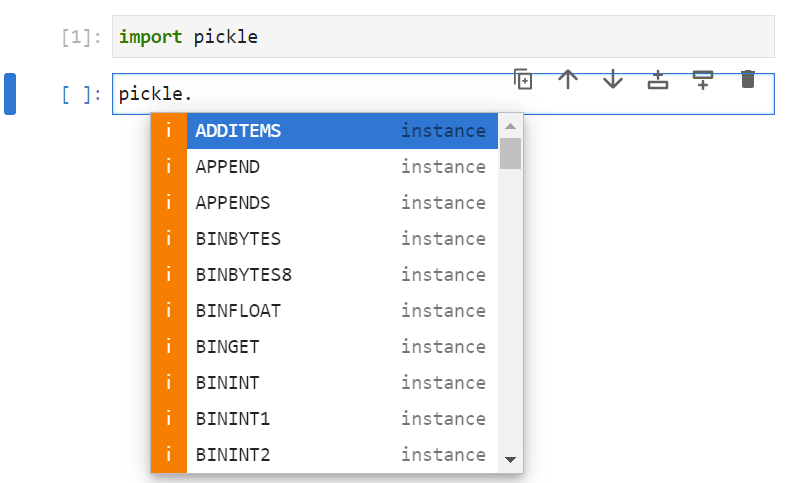 [1]: import pickle
[ ]: pickle.
i ADDITEMS instance
i APPEND instance
i APPENDS instance
i BINBYTES instance
i BINBYTES8 instance
i BINFLOAT instance
i BINGET instance
i BININT instance
i BININT1 instance
i BININT2 instance